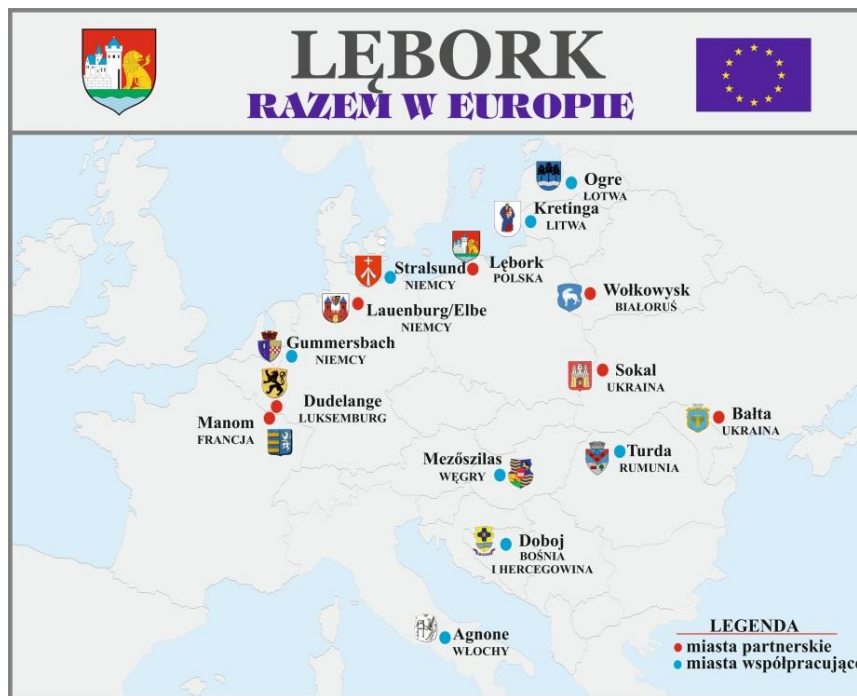 LĘBORK
RAZEM W EUROPIE
Ogre
ŁOTWA
Kretinga
LITWA
Lębork
POLSKA
Stralsund
NIEMCY
Wołkowysk
BIAŁORUŚ
Lauenburg/Elbe
NIEMCY
Gummersbach
NIEMCY
Sokal
UKRAINA
Dudelange
LUKSEMBURG
Manom
FRANCJA
Bałta
UKRAINA
Turda
RUMUNIA
Mezőszilas
WĘGRY
Doboj
BOŚNIA
I HERCEGOWINA
Agnone
WŁOCHY
LEGENDA
miasta partnerskie
miasta współpracujące